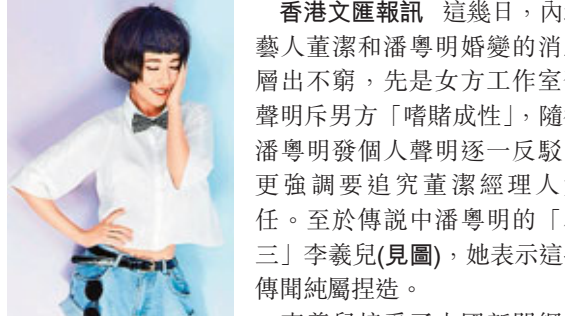 香港文匯報訊 這幾日，內
藝人董潔和潘粵明婚變的消
層出不窮，先是女方工作室
聲明斥男方「嗜賭成性」，隨
潘粵明發個人聲明逐一反駁
更強調要追究董潔經理人
任。至於傳説中潘粵明的「
三」李羲兒(見圖)，她表示這
傳聞純屬捏造。